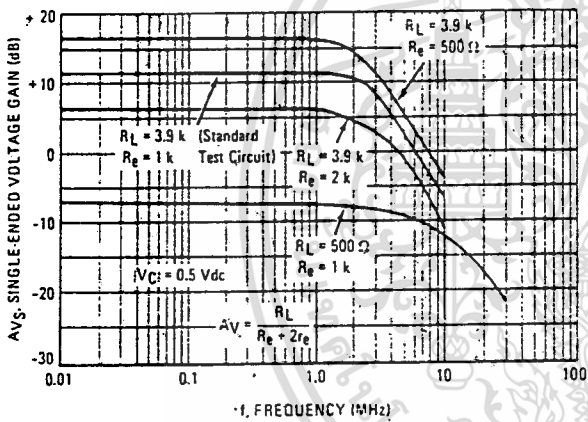 +20
+10
0
-10
-20
-30
AVS, SINGLE-ENDED VOLTAGE GAIN (dB)
RL = 3.9 k
Re = 500 Ω
RL = 3.9 k (Standard
Re = 1 k Test Circuit)
RL = 3.9K
Re = 2 k
RL = 500 Ω
Re = 1 k
VC = 0.5 Vdc
AV = RL
Re + 2re
0.01 0.1 1.0 10 100
f, FREQUENCY (MHz)